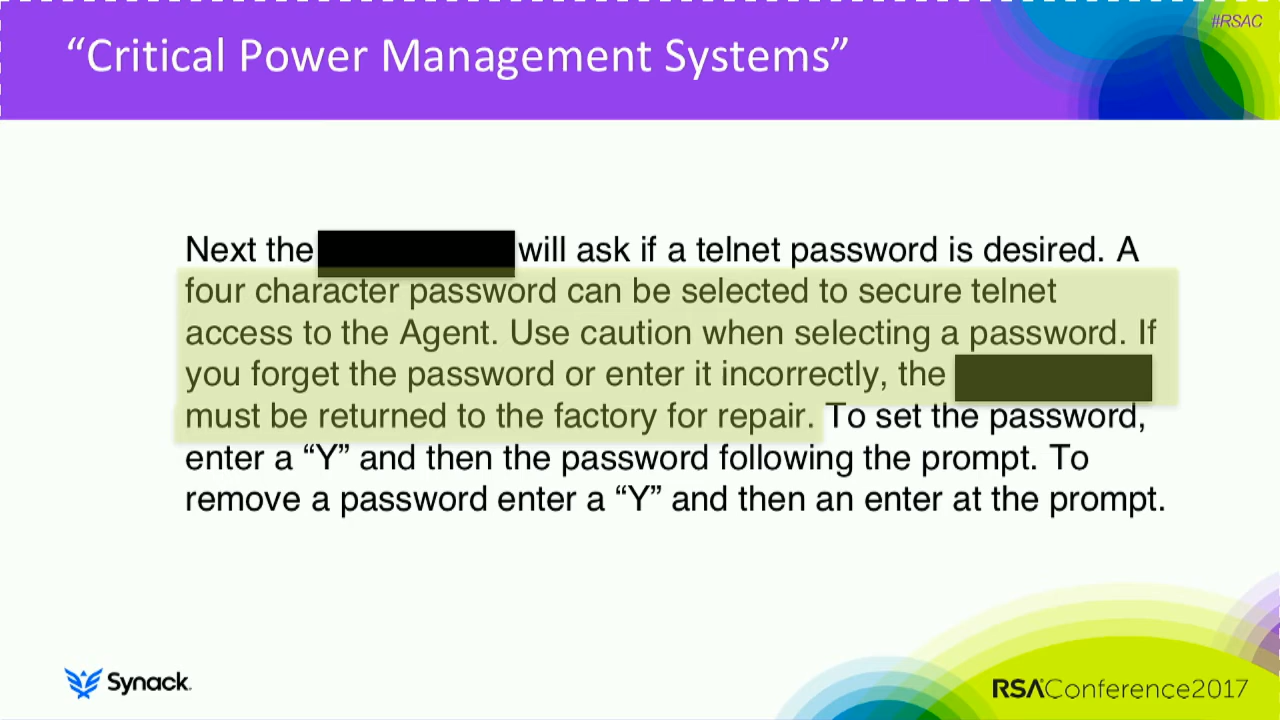 #RSAC
“Critical Power Management Systems”
Next the will ask if a telnet password is desired. A
four character password can be selected to secure telnet
access to the Agent. Use caution when selecting a password. If
you forget the password or enter it incorrectly, the
must be returned to the factory for repair. To set the password,
enter a “Y” and then the password following the prompt. To
remove a password enter a “Y” and then an enter at the prompt.
Synack
RSAConference2017